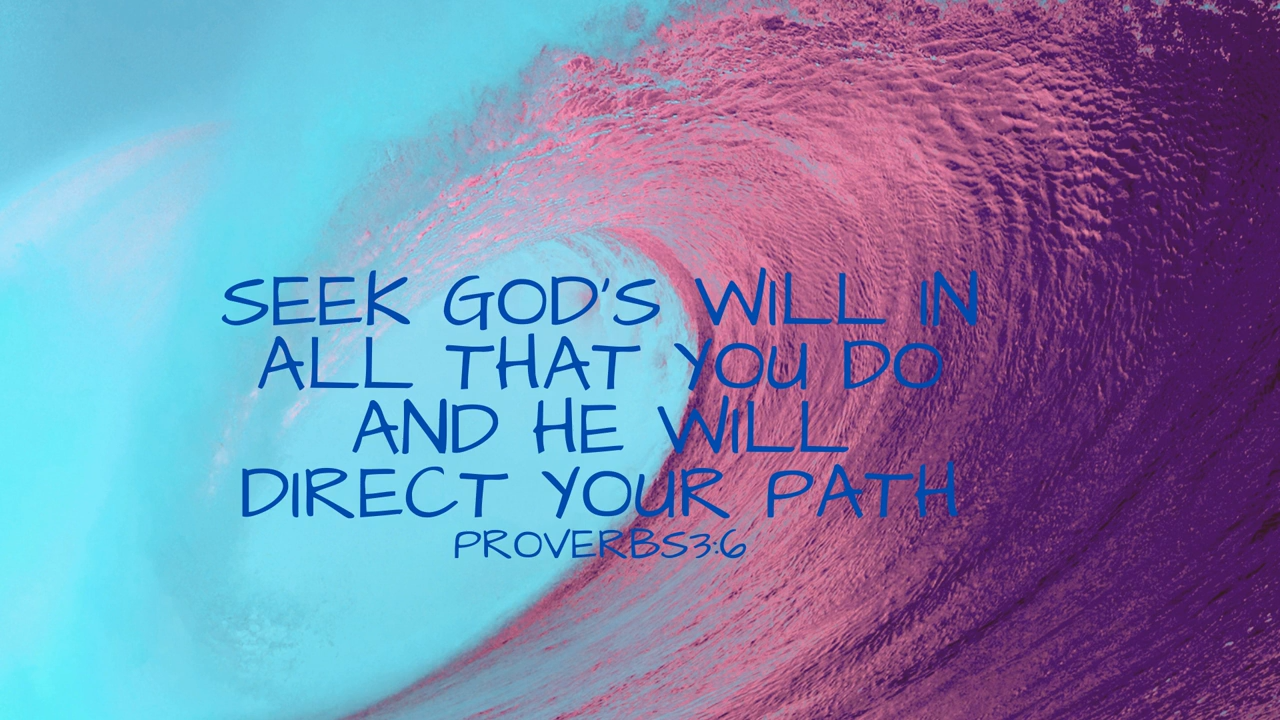 SEEK GOD'S WILL IN
ALL THAT YOU DO
AND HE WILL
DIRECT YOUR PATH
PROVERBS3:6